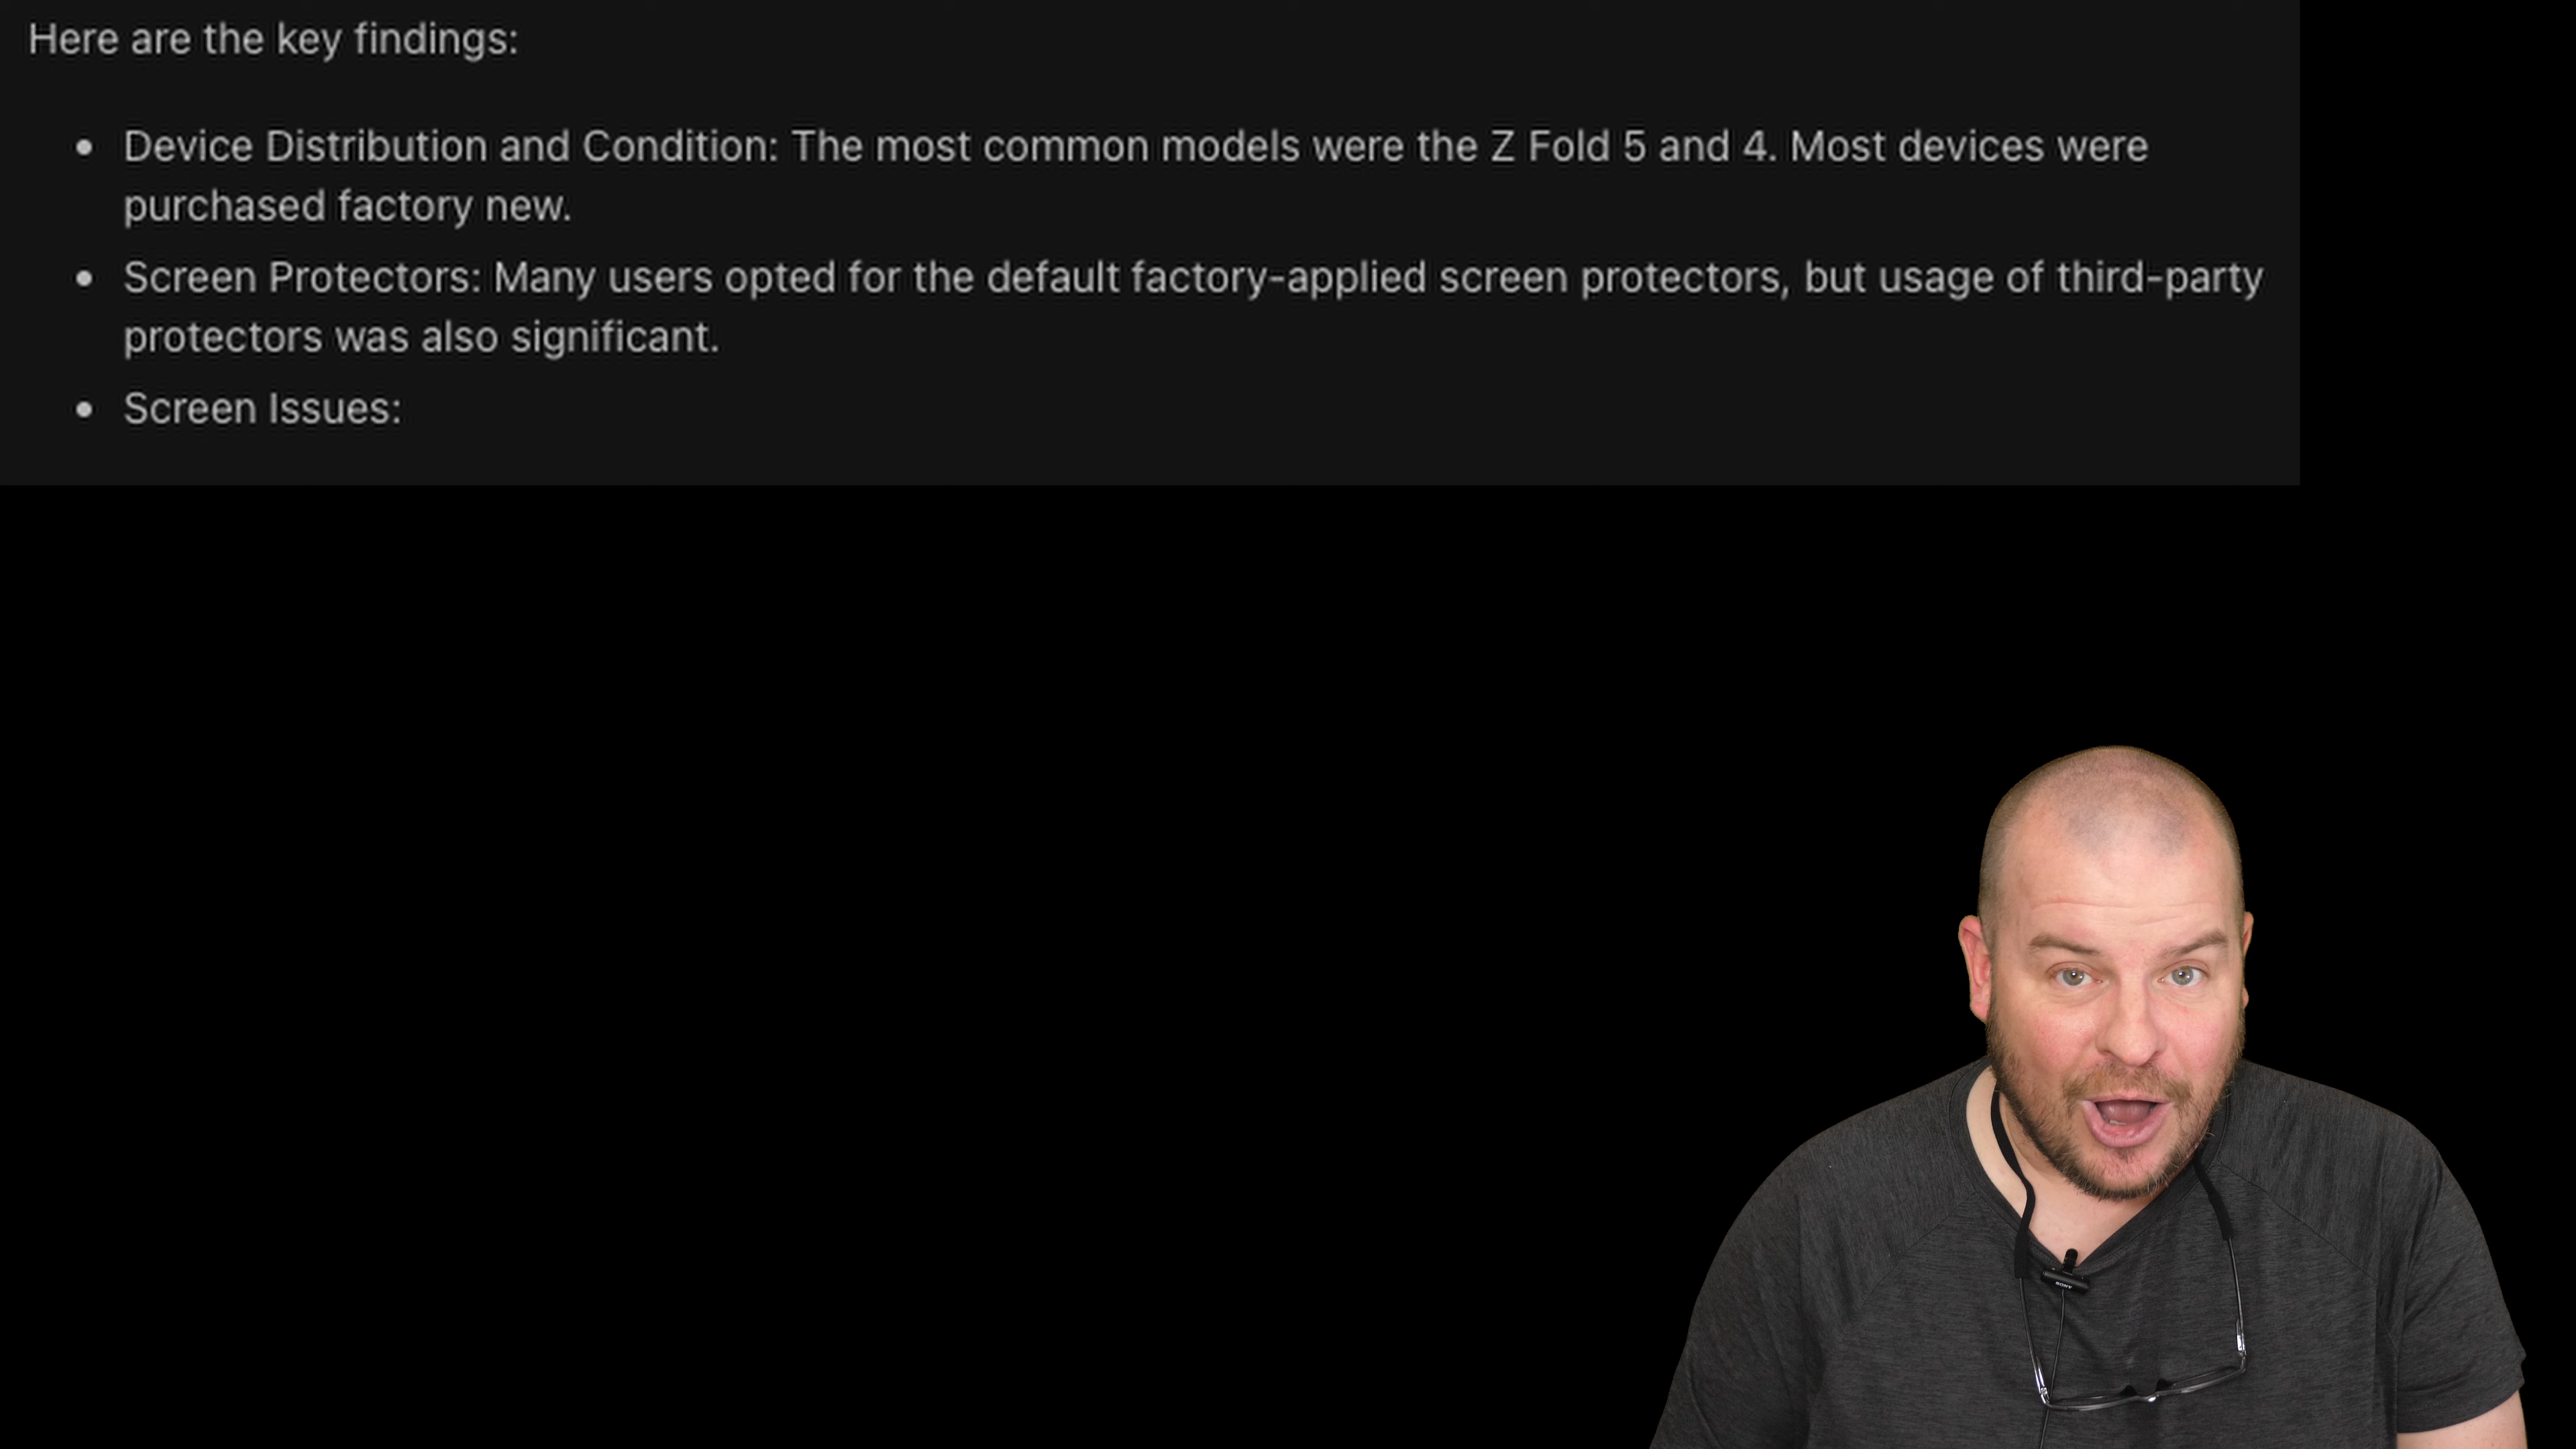 Here are the key findings:
• Device Distribution and Condition: The most common models were the Z Fold 5 and 4. Most devices were
purchased factory new.
• Screen Protectors: Many users opted for the default factory-applied screen protectors, but usage of third-party
protectors was also significant.
• Screen Issues:
SONY